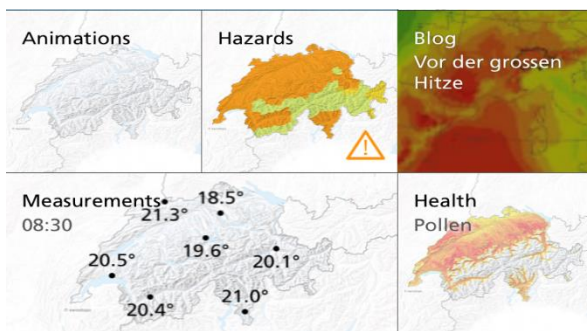 Animations
Hazards
Blog
Vor der grossen
Hitze
Measurements
08:30
18.5°
21.3°
19.6°
20.1°
20.5°
20.4°
21.0°
Health
Pollen